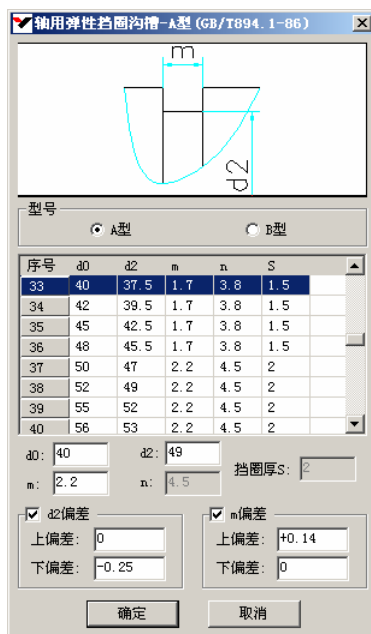 轴用弹性挡圈沟槽-A型(GB/T894.1-86)
m
d2
型号
A型 B型
序号 d0 d2 m n S
33 40 37.5 1.7 3.8 1.5
34 42 39.5 1.7 3.8 1.5
35 45 42.5 1.7 3.8 1.5
36 48 45.5 1.7 3.8 1.5
37 50 47 2.2 4.5 2
38 52 49 2.2 4.5 2
39 55 52 2.2 4.5 2
40 56 53 2.2 4.5 2
d0: 40 d2: 49
m: 2.2 n: 4.5 挡圈厚S: 2
d2偏差 m偏差
上偏差: 0 上偏差: +0.14
下偏差: -0.25 下偏差: 0
确定 取消